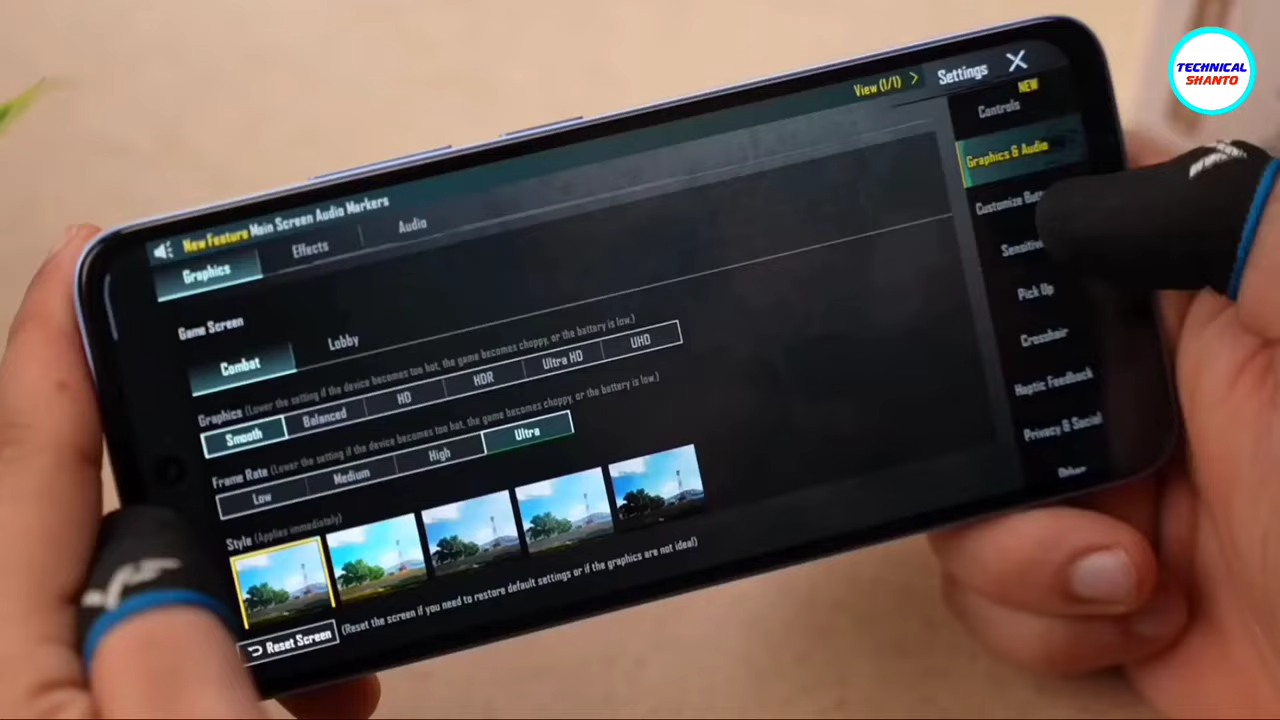 TECHNICAL
SHANTO
View (1/1) >
Settings
New Feature Main Screen Audio Markers
Graphics
Effects
Audio
Game Screen
Combat
Lobby
Graphics (Lower the setting if the device becomes too hot, the game becomes choppy, or the battery is low.)
Smooth
Balanced
HD
HDR
Ultra HD
UHD
Frame Rate (Lower the setting if the device becomes too hot, the game becomes choppy, or the battery is low.)
Low
Medium
High
Ultra
Style (Applies immediately)
Reset Screen (Reset the screen if you need to restore default settings or if the graphics are not ideal)
NEW
Controls
Graphics & Audio
Customize
Pick Up
Crosshair
Haptic Feedback
Privacy & Social